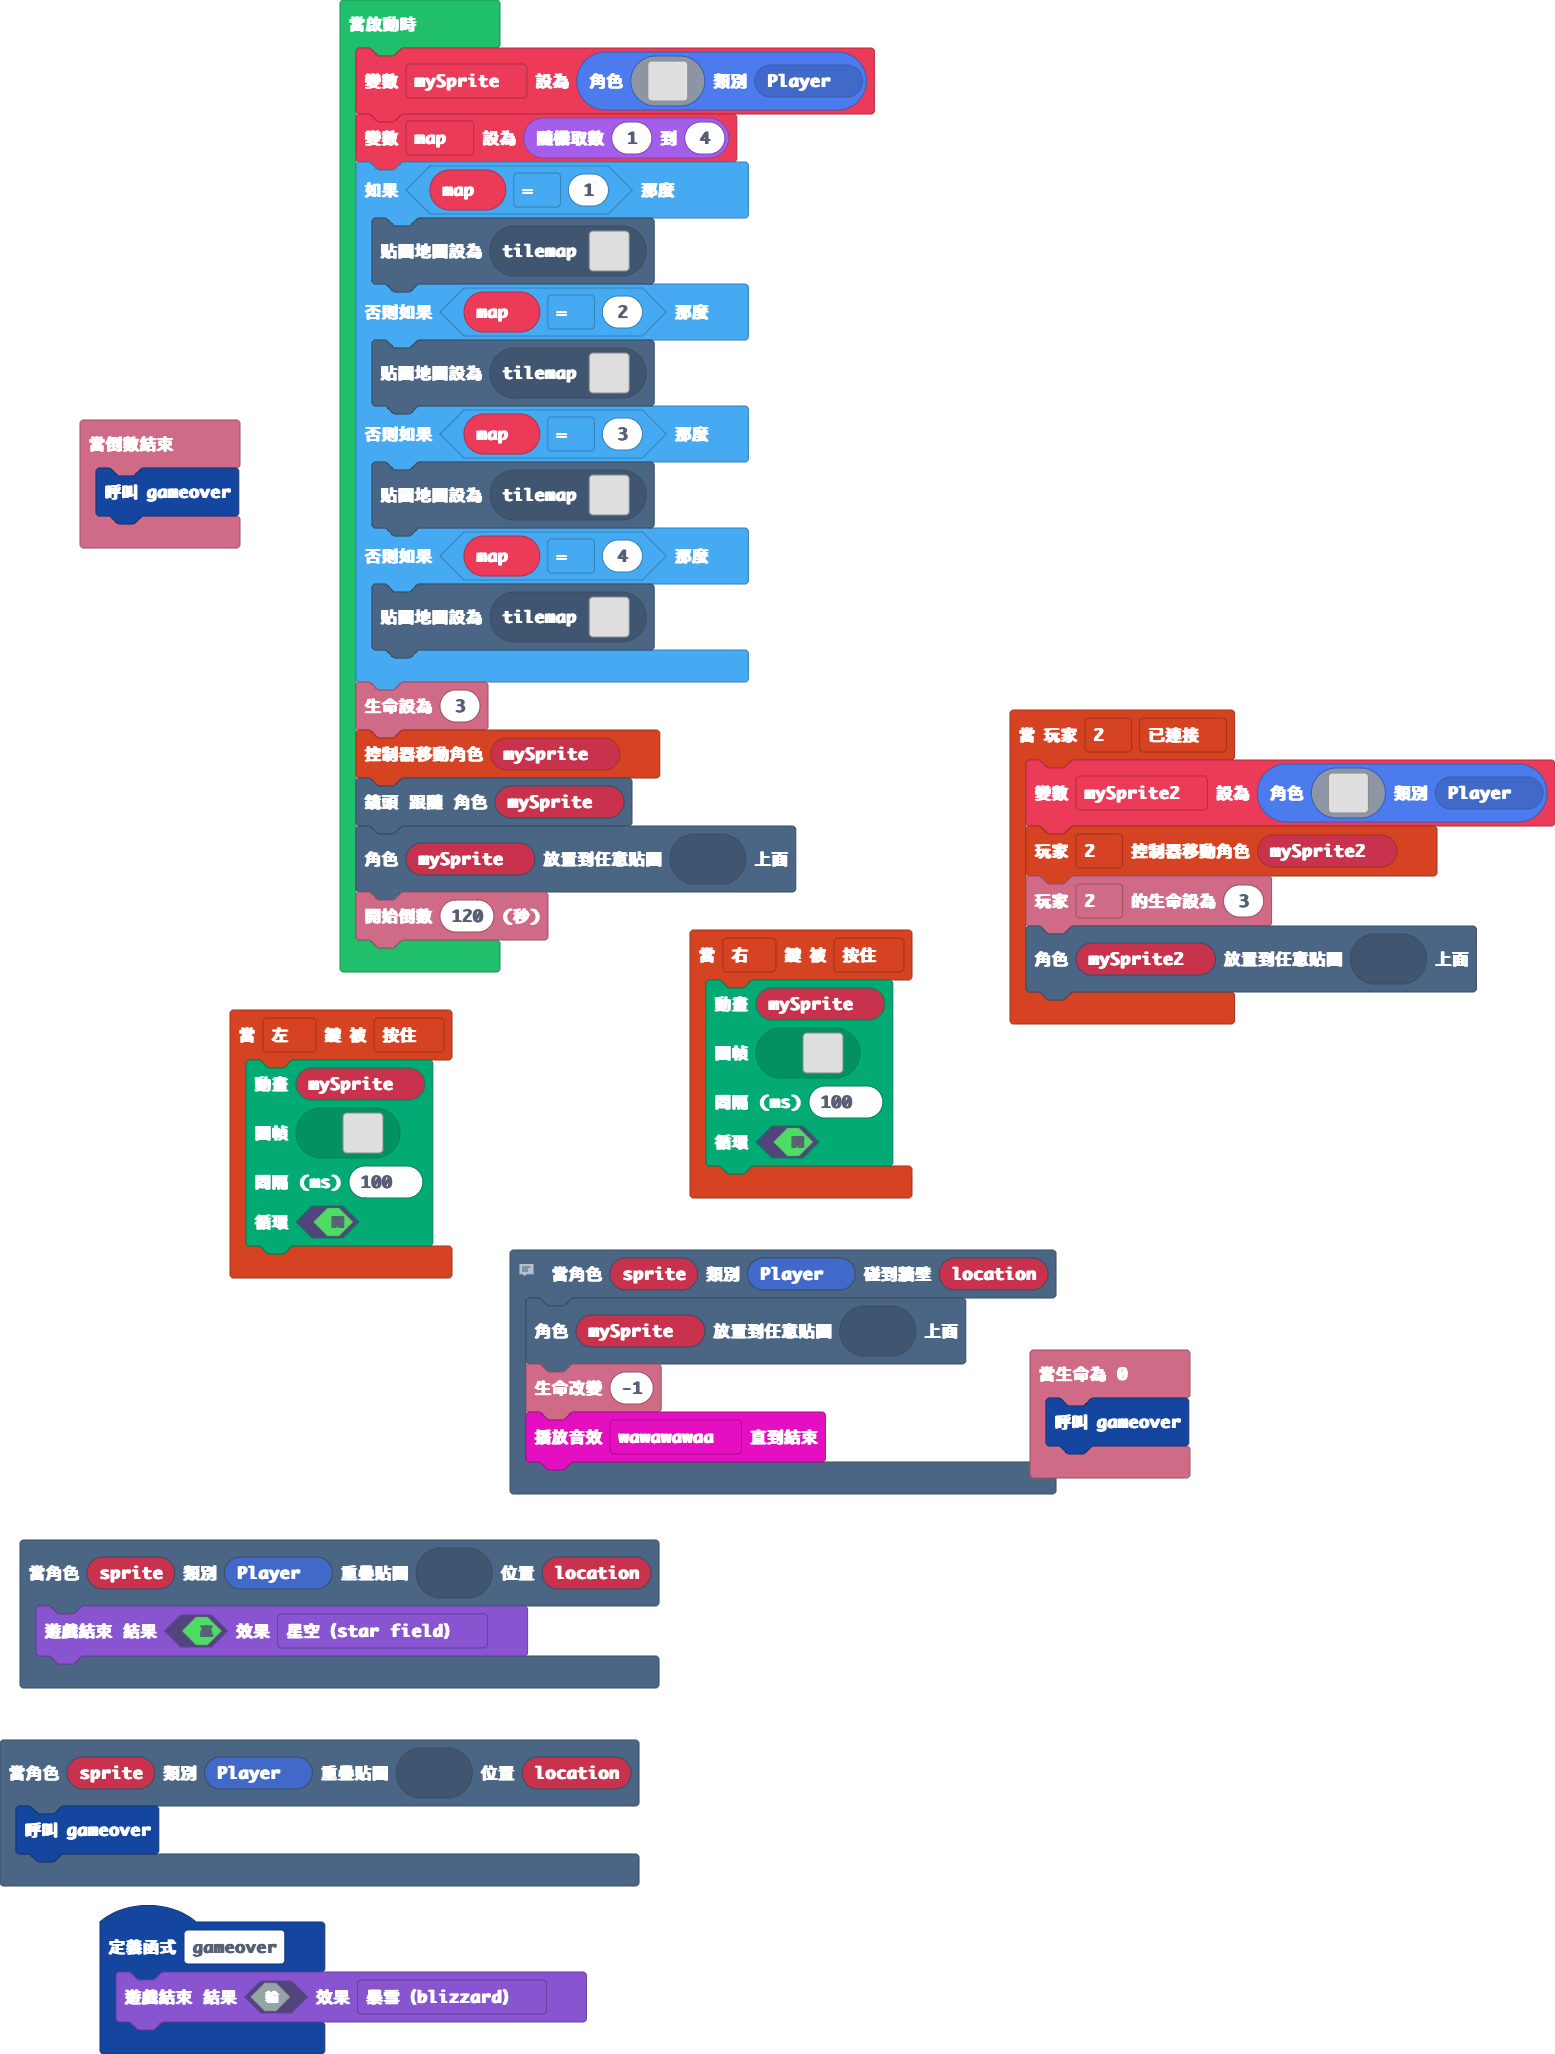 當啟動時
變數 mySprite 設為 角色 類別 Player
變數 map 設為 隨機取數 1 到 4
如果 map = 1 那麼
貼圖地圖設為 tilemap
否則如果 map = 2 那麼
貼圖地圖設為 tilemap
否則如果 map = 3 那麼
貼圖地圖設為 tilemap
否則如果 map = 4 那麼
貼圖地圖設為 tilemap
生命設為 3
控制器移動角色 mySprite
鏡頭 跟隨 角色 mySprite
角色 mySprite 放置到任意貼圖 上面
開始倒數 120 (秒)
當倒數結束
呼叫 gameover
當 玩家 2 已連接
變數 mySprite2 設為 角色 類別 Player
玩家 2 控制器移動角色 mySprite2
玩家 2 的生命設為 3
角色 mySprite2 放置到任意貼圖 上面
當 右 鍵 被 按住
動畫 mySprite
圖幀
間隔 (ms) 100
循環
當 左 鍵 被 按住
動畫 mySprite
圖幀
間隔 (ms) 100
循環
當角色 sprite 類別 Player 碰到牆壁 location
角色 mySprite 放置到任意貼圖 上面
生命改變 -1
播放音效 wawawawaa 直到結束
當生命為 0
呼叫 gameover
當角色 sprite 類別 Player 重疊貼圖 位置 location
遊戲結束 結果 贏 效果 星空 (star field)
當角色 sprite 類別 Player 重疊貼圖 位置 location
呼叫 gameover
定義函式 gameover
遊戲結束 結果 輸 效果 暴雪 (blizzard)